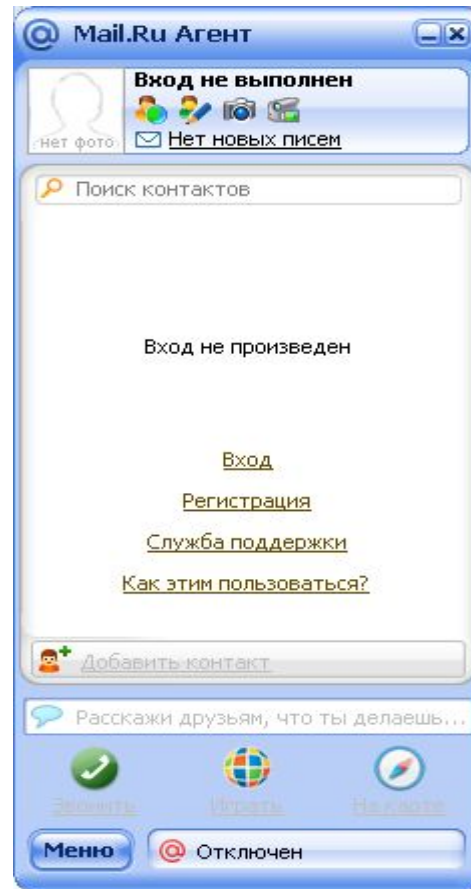 Mail.Ru Агент
Вход не выполнен
нет фото
Нет новых писем
Поиск контактов
Вход не произведен
Вход
Регистрация
Служба поддержки
Как этим пользоваться?
Добавить контакт
Расскажи друзьям, что ты делаешь...
Звонить Играть На карте
Меню @ Отключен